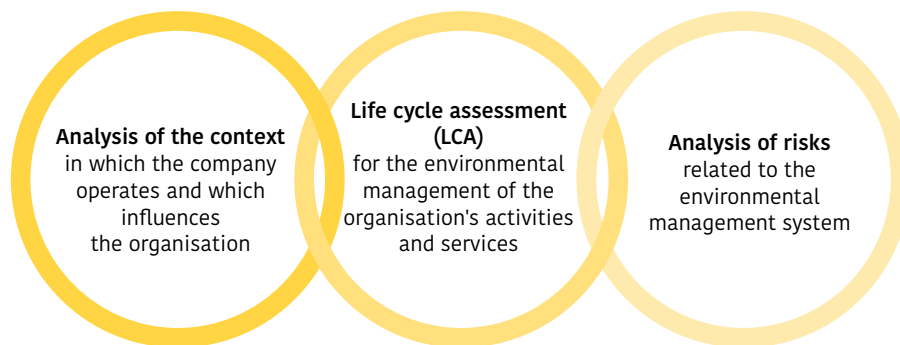 Analysis of the context
in which the company
operates and which
influences
the organisation
Life cycle assessment
(LCA)
for the environmental
management of the
organisation's activities
and services
Analysis of risks
related to the
environmental
management system